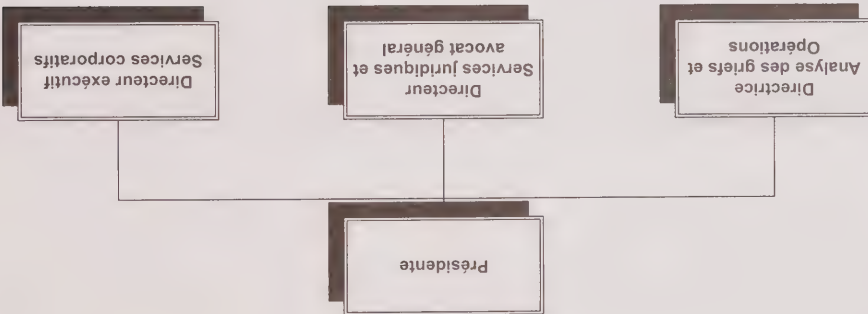 Présidente
Directrice
Analyse des griefs et
Opérations
Directeur
Services juridiques et
avocat général
Directeur exécutif
Services corporatifs